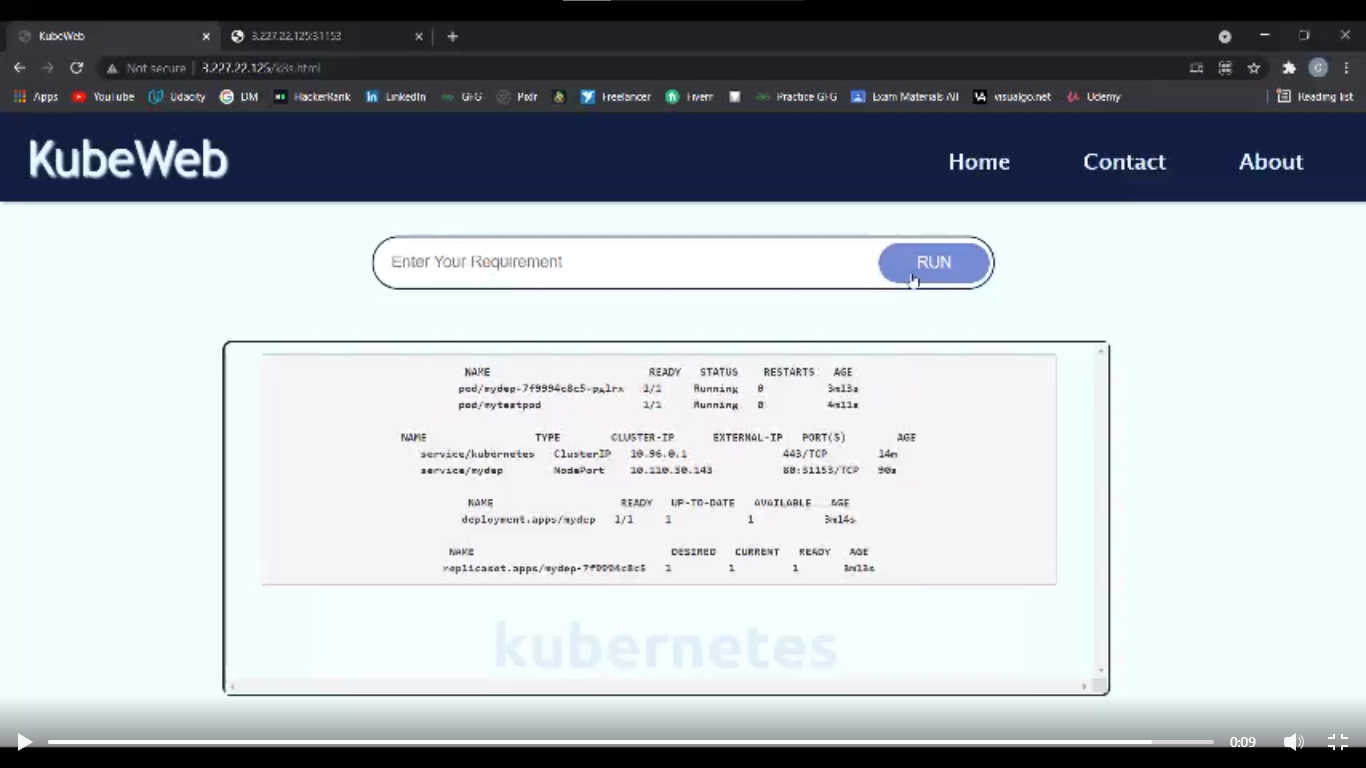 KubeWeb
3.227.22.125:31153
Not secure | 3.227.22.125/k8s.html
Apps YouTube Udacity DM HackerRank LinkedIn GFG Pixlr Freelancer Fiverr Practice GFG Exam Materials All visualgo.net Udemy Reading list
KubeWeb Home Contact About
Enter Your Requirement RUN
NAME READY STATUS RESTARTS AGE
pod/mydep-7f9994c8c5-pglrx 1/1 Running 0 3m13s
pod/mytestpod 1/1 Running 0 4m11s
NAME TYPE CLUSTER-IP EXTERNAL-IP PORT(S) AGE
service/kubernetes ClusterIP 10.96.0.1 443/TCP 14m
service/mydep NodePort 10.110.30.143 80:31153/TCP 90s
NAME READY UP-TO-DATE AVAILABLE AGE
deployment.apps/mydep 1/1 1 1 3m14s
NAME DESIRED CURRENT READY AGE
replicaset.apps/mydep-7f9994c8c5 1 1 1 3m13s
kubernetes
0:09